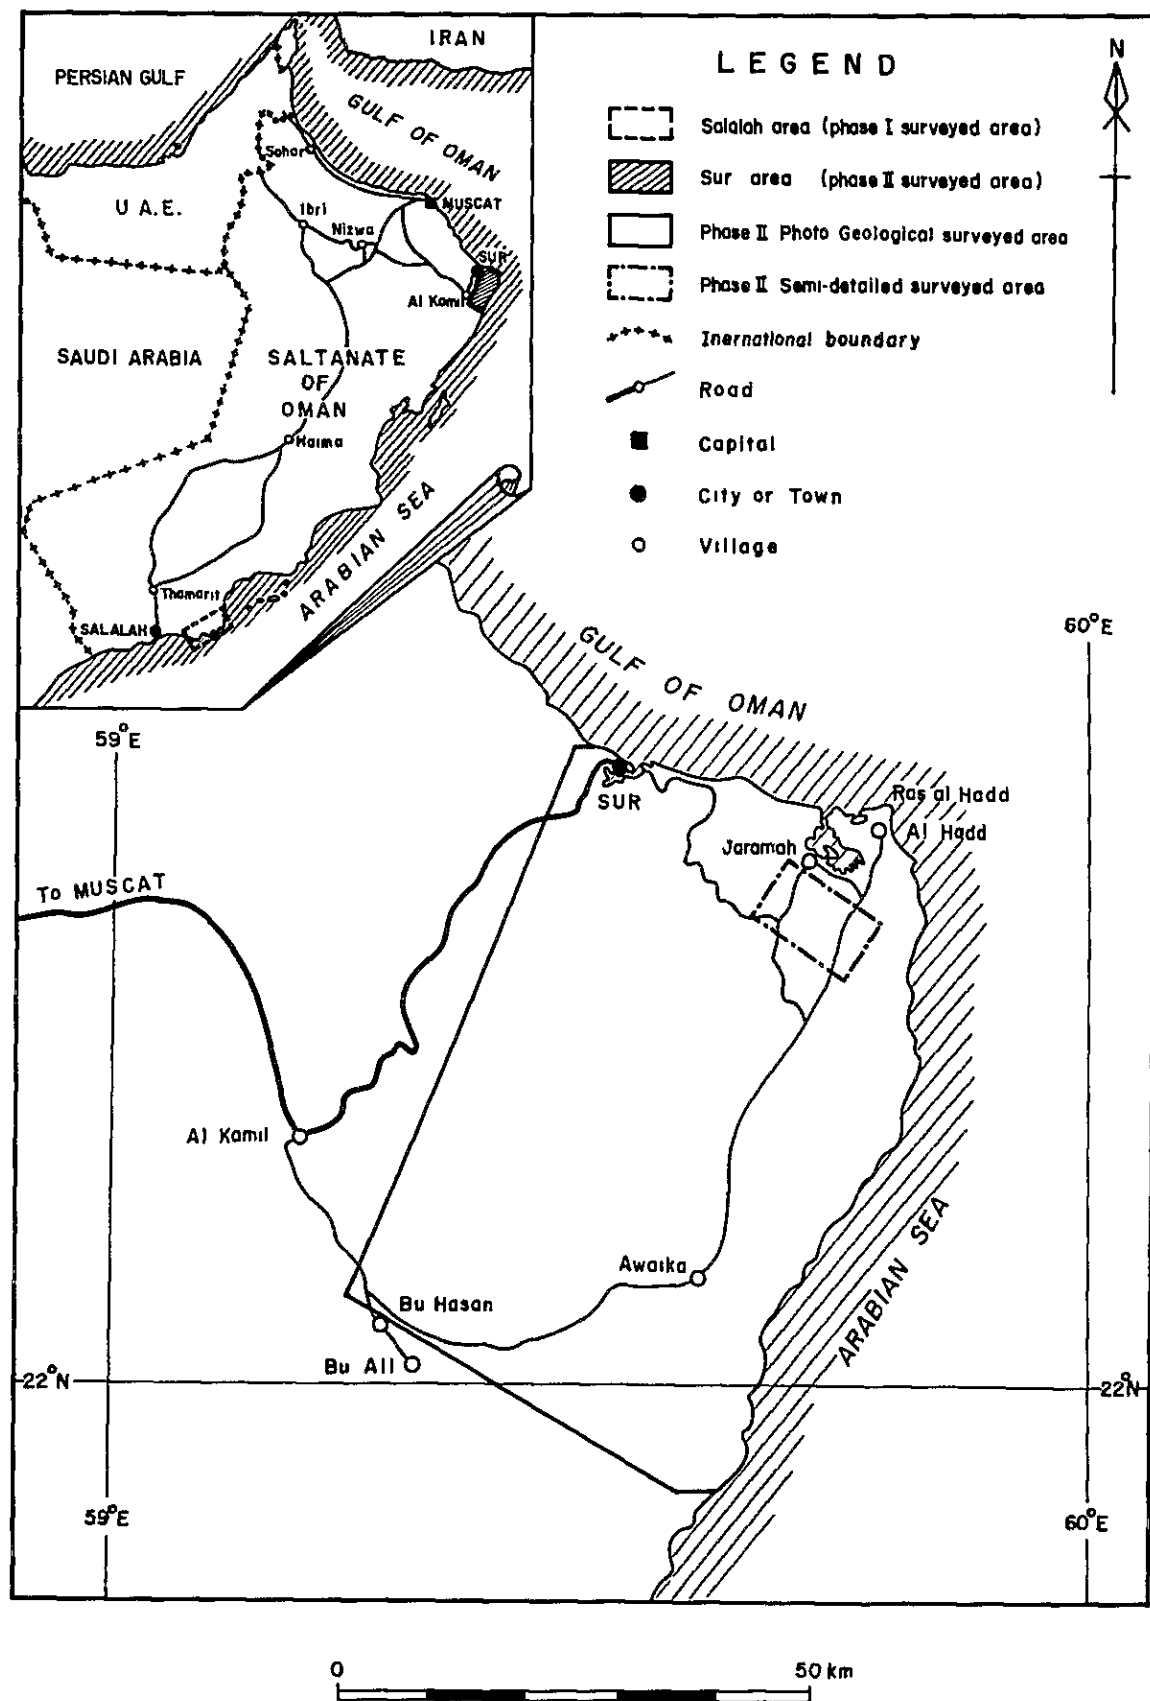 IRAN
PERSIAN GULF
GULF OF OMAN
Sohar
U A.E.
MUSCAT
Ibri
Nizwa
SUR
Al Kamil
SAUDI ARABIA
SALTANATE
OF
OMAN
Haima
ARABIAN SEA
Thamarit
SALALAH
LEGEND
N
Salalah area (phase I surveyed area)
Sur area (phase II surveyed area)
Phase II Photo Geological surveyed area
Phase II Semi-detailed surveyed area
Inernational boundary
Road
Capital
City or Town
Village
60°E
GULF OF OMAN
59°E
SUR
Ras al Hadd
Al Hadd
Jaramah
To MUSCAT
Al Kamil
Awaika
ARABIAN SEA
Bu Hasan
Bu Ali
22°N
22°N
59°E
60°E
0 50 km